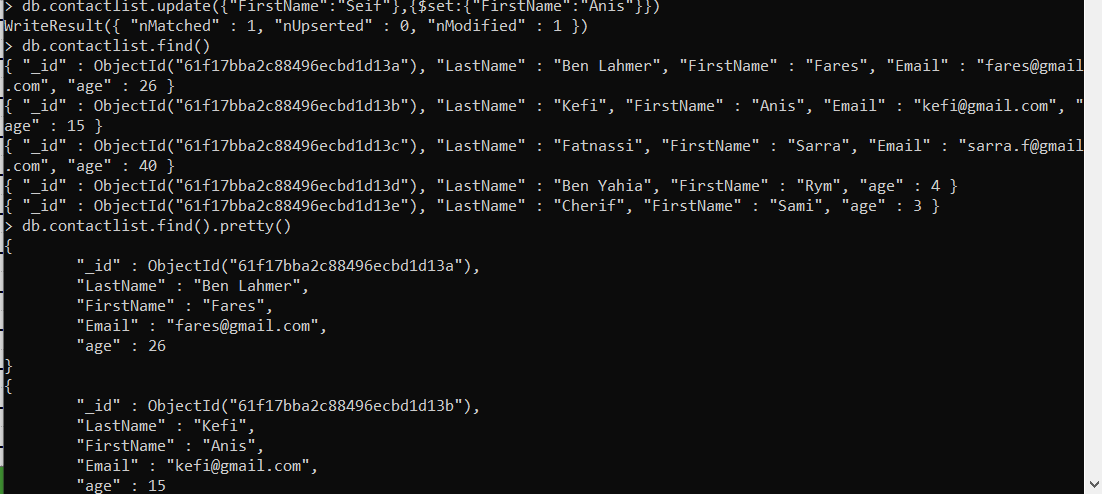 > db.contactlist.update({"FirstName":"Seif"},{$set:{"FirstName":"Anis"}})
WriteResult({ "nMatched" : 1, "nUpserted" : 0, "nModified" : 1 })
> db.contactlist.find()
{ "_id" : ObjectId("61f17bba2c88496ecbd1d13a"), "LastName" : "Ben Lahmer", "FirstName" : "Fares", "Email" : "fares@gmail
.com", "age" : 26 }
{ "_id" : ObjectId("61f17bba2c88496ecbd1d13b"), "LastName" : "Kefi", "FirstName" : "Anis", "Email" : "kefi@gmail.com", "
age" : 15 }
{ "_id" : ObjectId("61f17bba2c88496ecbd1d13c"), "LastName" : "Fatnassi", "FirstName" : "Sarra", "Email" : "sarra.f@gmail
.com", "age" : 40 }
{ "_id" : ObjectId("61f17bba2c88496ecbd1d13d"), "LastName" : "Ben Yahia", "FirstName" : "Rym", "age" : 4 }
{ "_id" : ObjectId("61f17bba2c88496ecbd1d13e"), "LastName" : "Cherif", "FirstName" : "Sami", "age" : 3 }
> db.contactlist.find().pretty()
{
        "_id" : ObjectId("61f17bba2c88496ecbd1d13a"),
        "LastName" : "Ben Lahmer",
        "FirstName" : "Fares",
        "Email" : "fares@gmail.com",
        "age" : 26
}
{
        "_id" : ObjectId("61f17bba2c88496ecbd1d13b"),
        "LastName" : "Kefi",
        "FirstName" : "Anis",
        "Email" : "kefi@gmail.com",
        "age" : 15